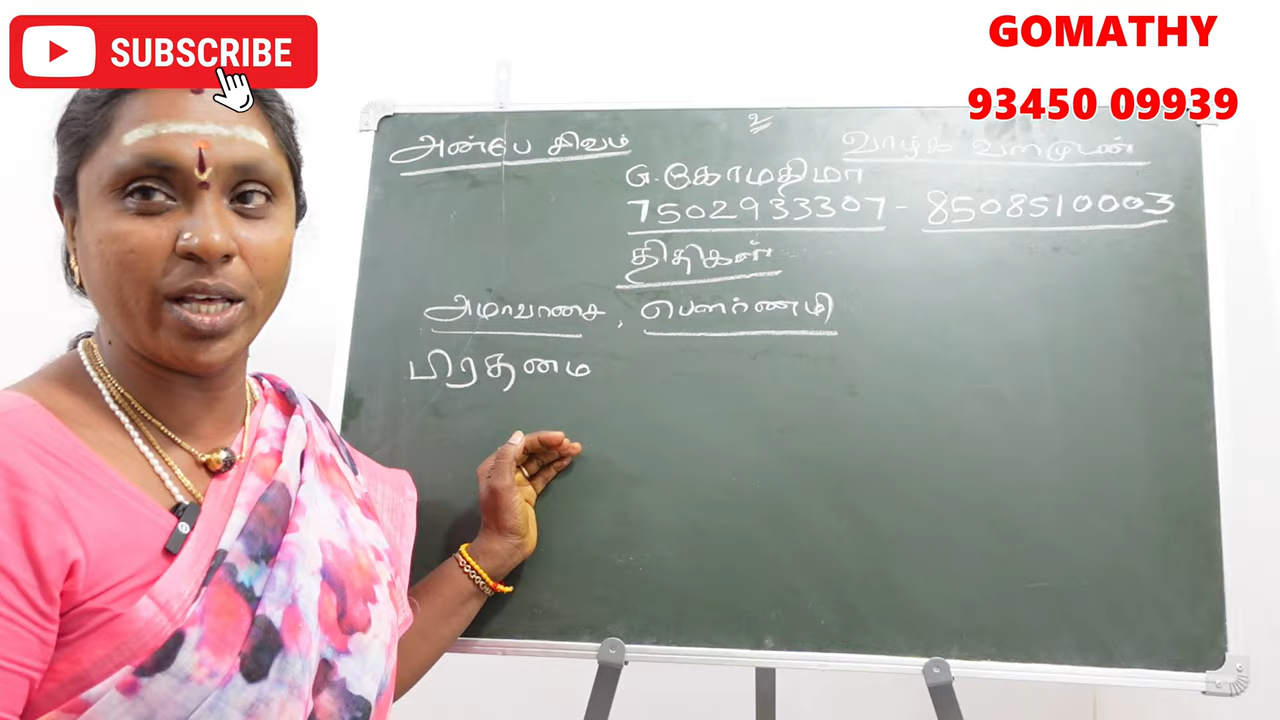 SUBSCRIBE
GOMATHY
93450 09939
உ
அன்பே சிவம்
வாழ்க வளமுடன்
G.கோமதிமா
7502933307 - 8508510003
திதிகள்
அமாவாசை, பௌர்ணமி
பிரதமை